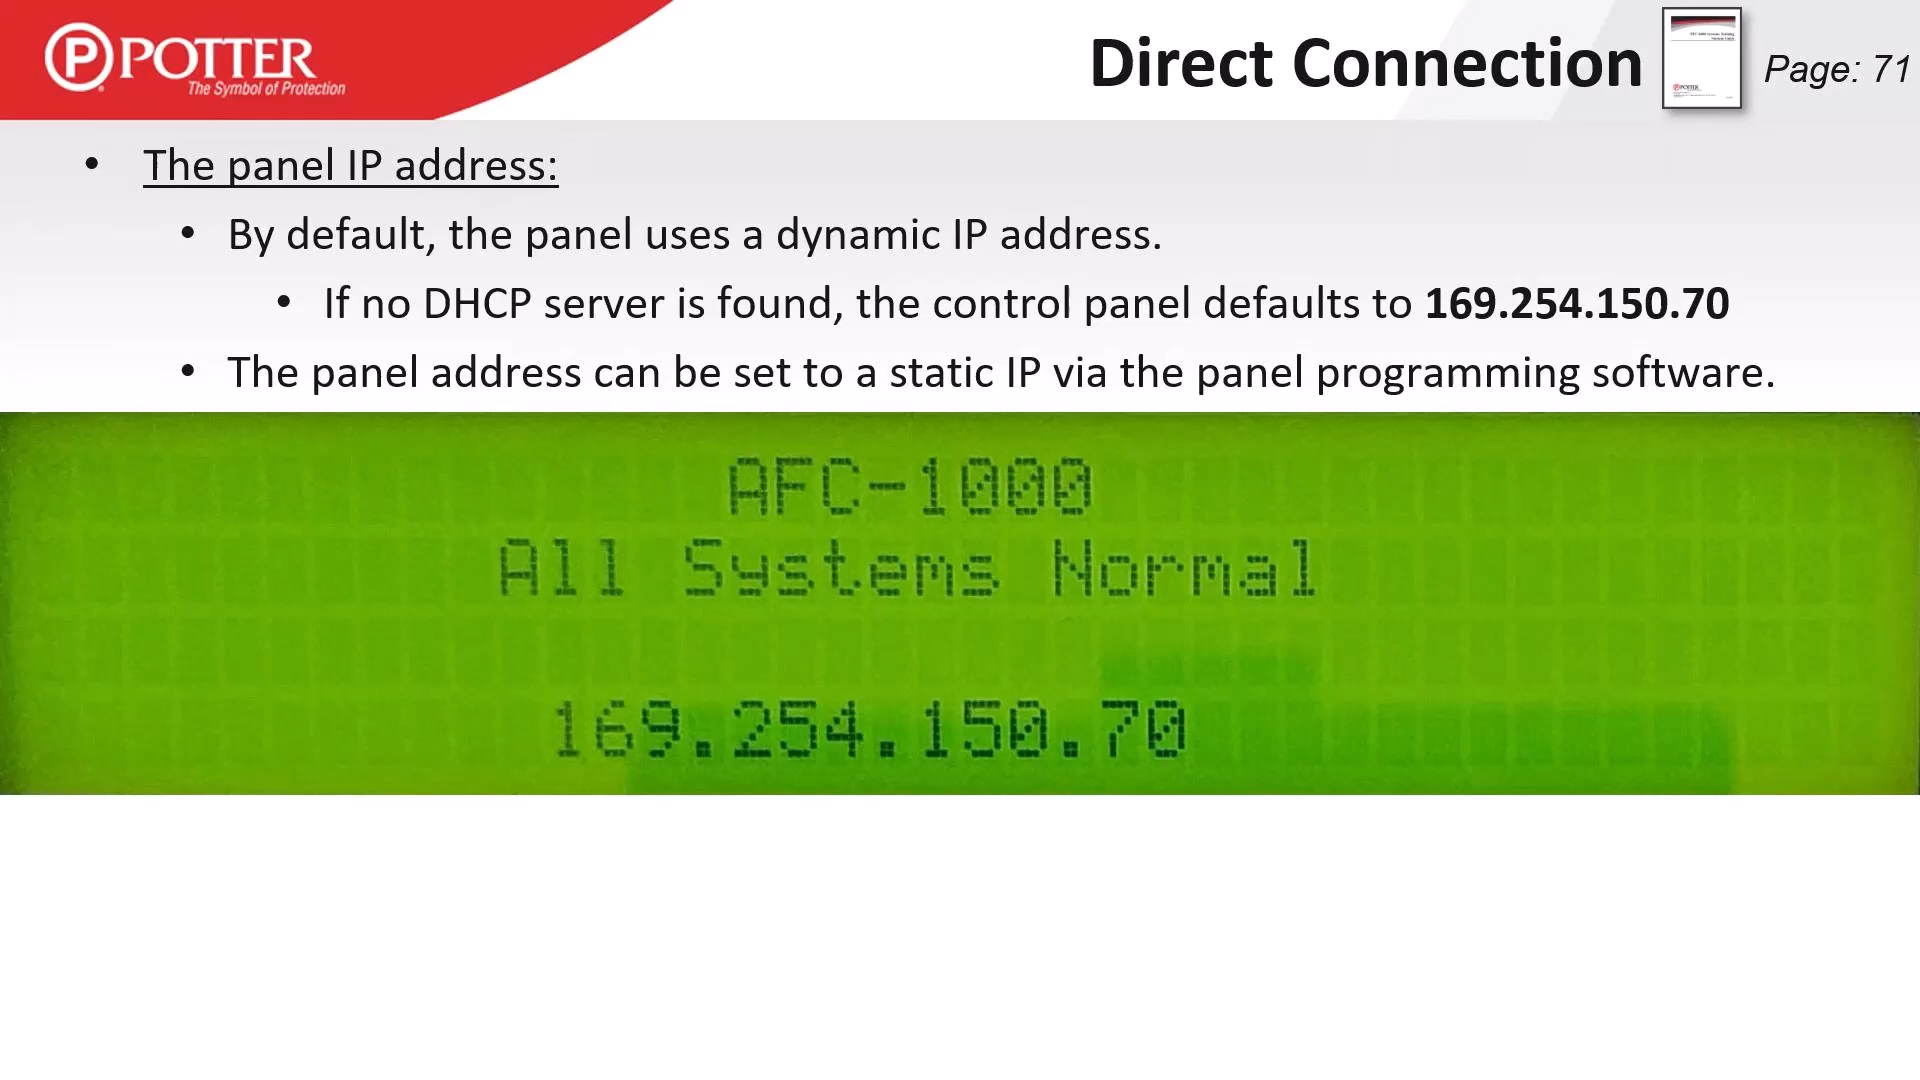 POTTER
The Symbol of Protection
Direct Connection
Page: 71
• The panel IP address:
• By default, the panel uses a dynamic IP address.
• If no DHCP server is found, the control panel defaults to 169.254.150.70
• The panel address can be set to a static IP via the panel programming software.
AFC-1000
All Systems Normal
169.254.150.70